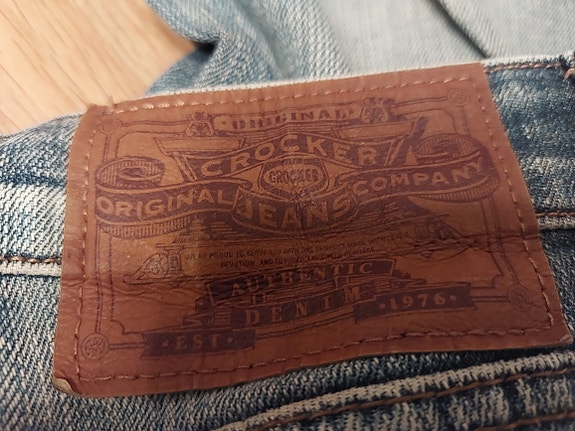 ORIGINAL
CROCKER
CROCKER
ORIGINAL JEANS COMPANY
AUTHENTIC
DENIM
EST 1976